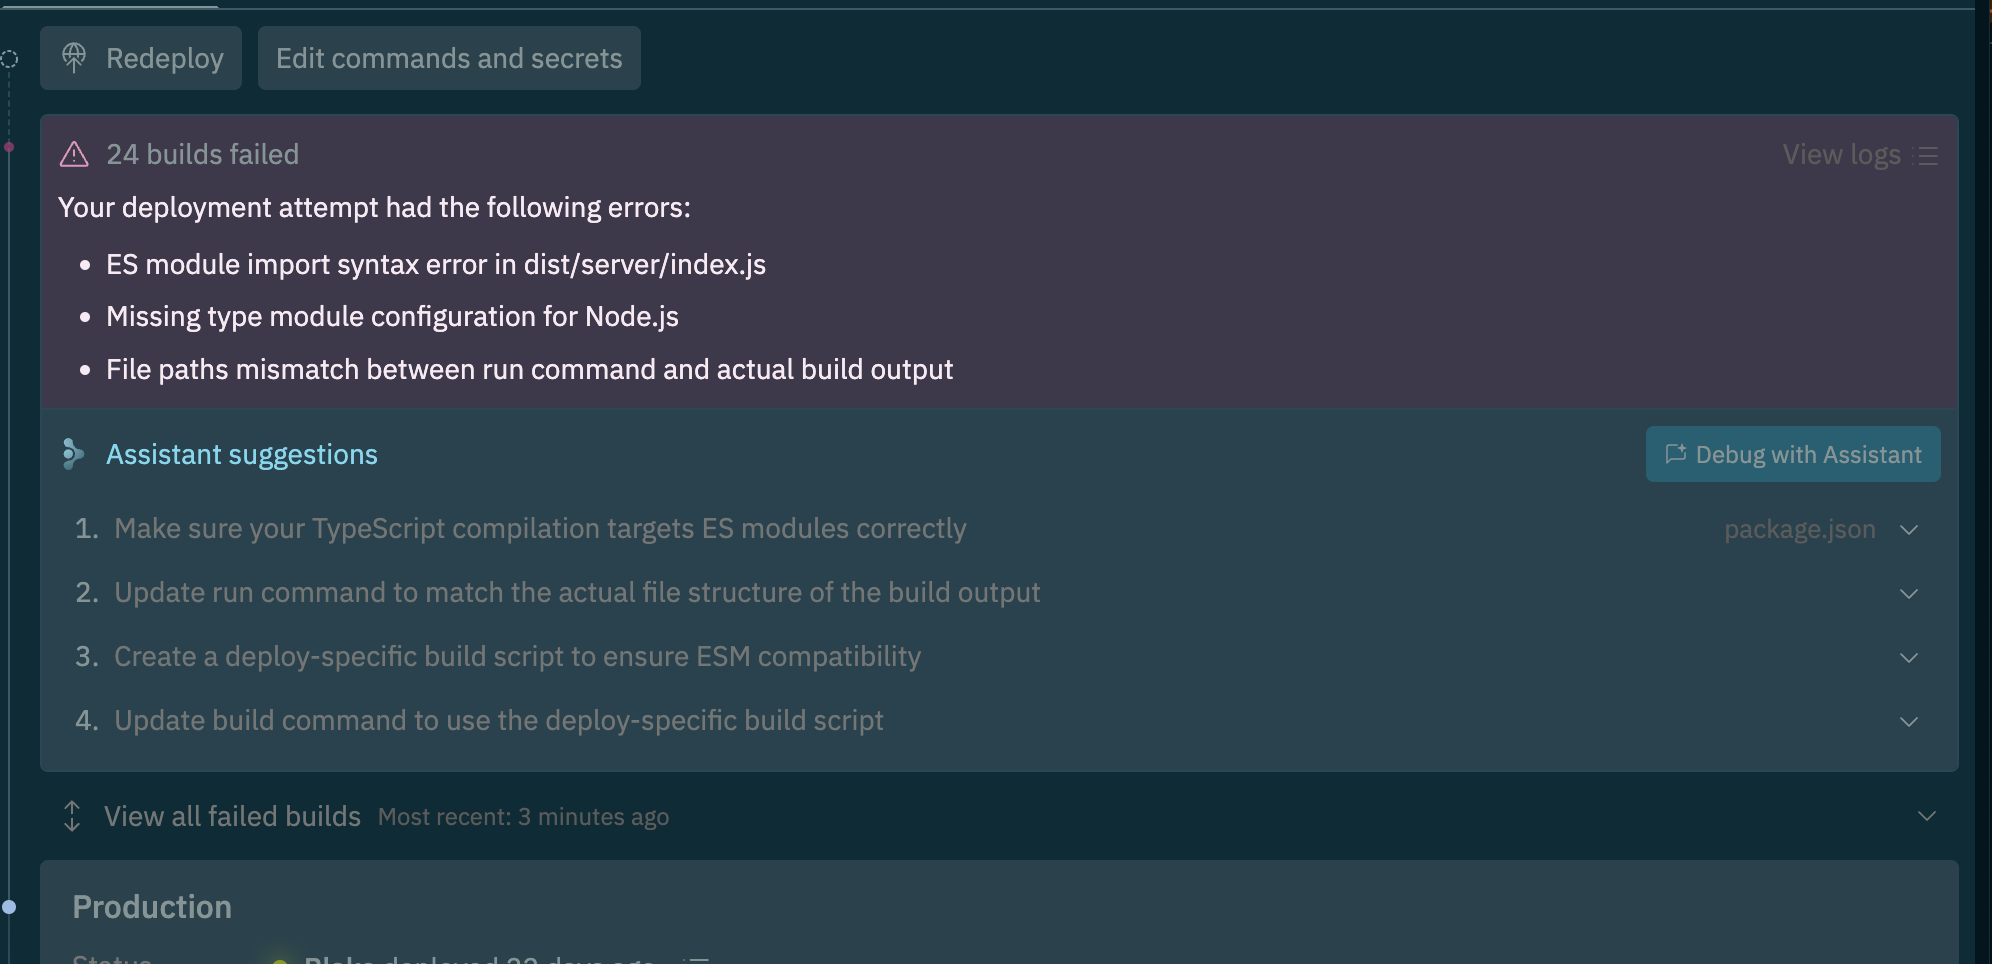 Redeploy
Edit commands and secrets
24 builds failed
View logs
Your deployment attempt had the following errors:
• ES module import syntax error in dist/server/index.js
• Missing type module configuration for Node.js
• File paths mismatch between run command and actual build output
Assistant suggestions
Debug with Assistant
1. Make sure your TypeScript compilation targets ES modules correctly
package.json
2. Update run command to match the actual file structure of the build output
3. Create a deploy-specific build script to ensure ESM compatibility
4. Update build command to use the deploy-specific build script
View all failed builds Most recent: 3 minutes ago
Production
Status
deployed
days ago